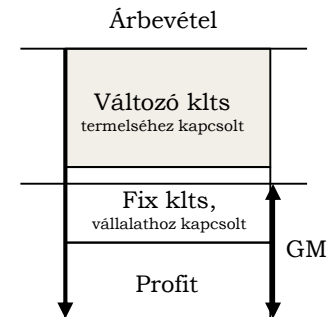 Árbevétel
Változó klts
termelséhez kapcsolt
Fix klts,
vállalathoz kapcsolt
GM
Profit